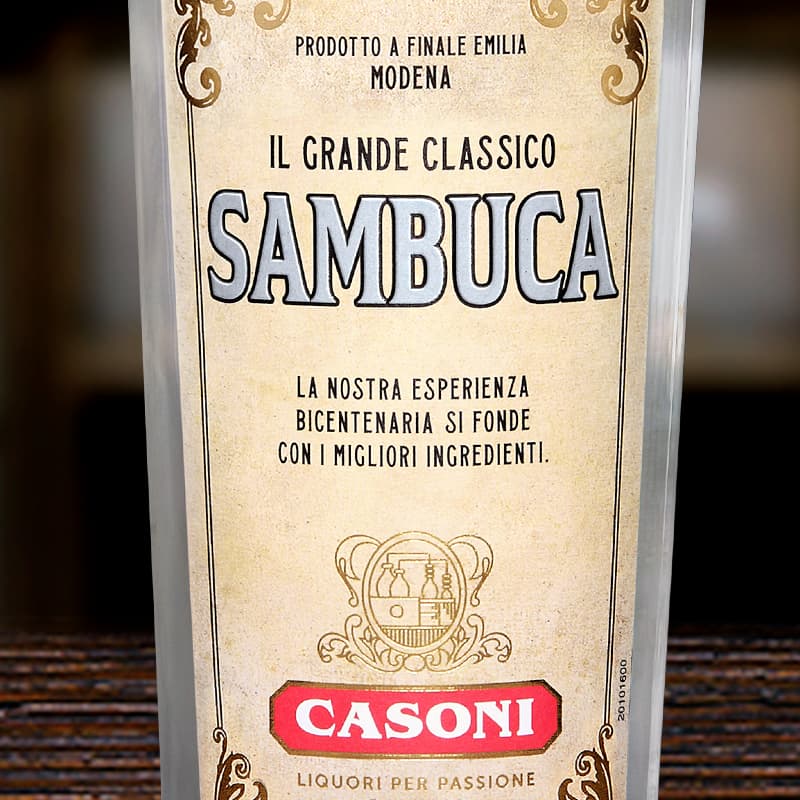 PRODOTTO A FINALE EMILIA
MODENA
IL GRANDE CLASSICO
SAMBUCA
LA NOSTRA ESPERIENZA
BICENTENARIA SI FONDE
CON I MIGLIORI INGREDIENTI.
CASONI
LIQUORI PER PASSIONE
20101600